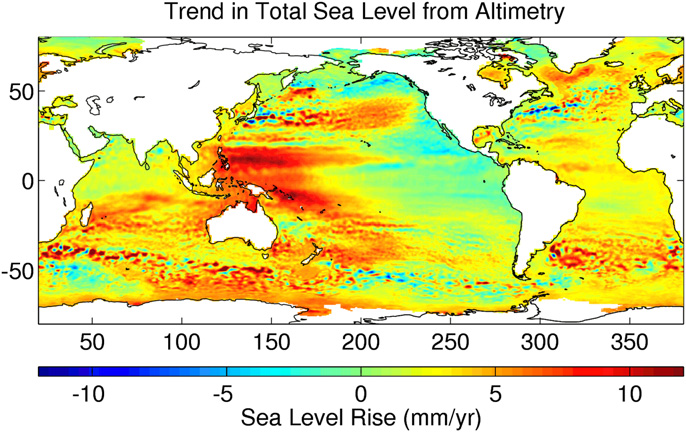 Trend in Total Sea Level from Altimetry
50
0
-50
50 100 150 200 250 300 350
-10 -5 0 5 10
Sea Level Rise (mm/yr)